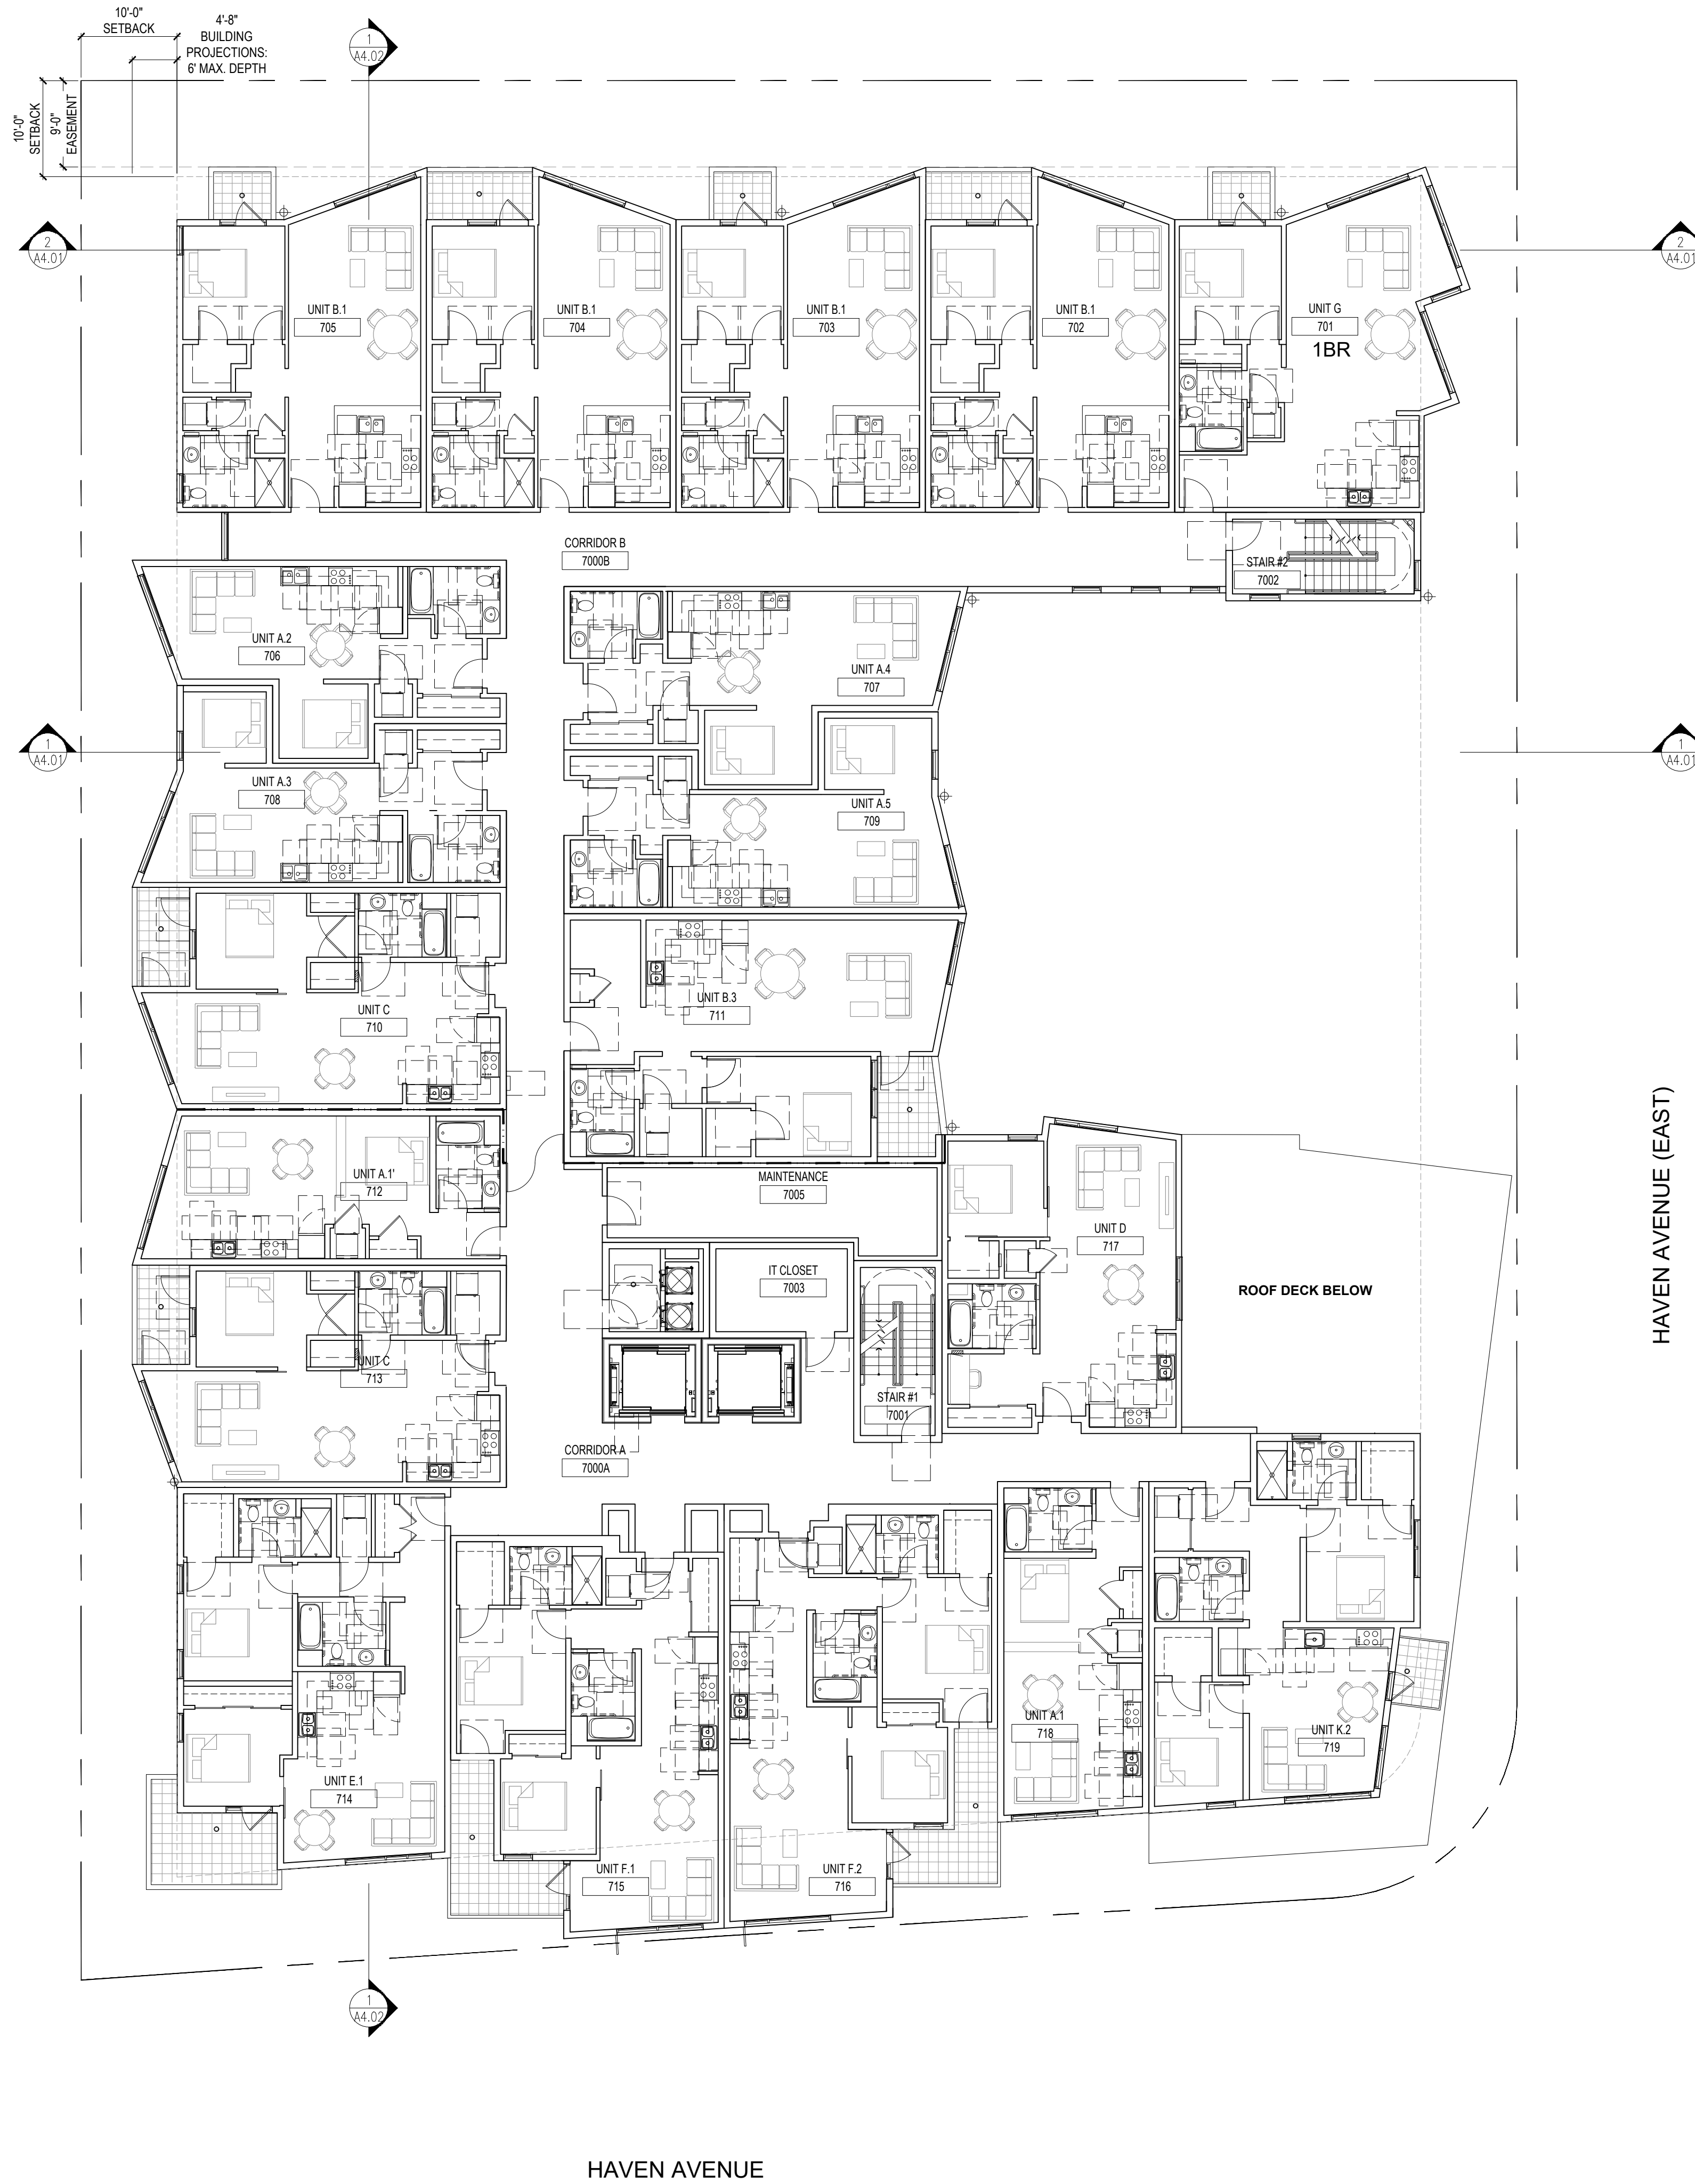 10'-0"
SETBACK
4'-8"
BUILDING
PROJECTIONS:
6' MAX. DEPTH
1
A4.02
10'-0"
SETBACK
9'-0"
EASEMENT
2
A4.01
2
A4.01
UNIT B.1
705
UNIT B.1
704
UNIT B.1
703
UNIT B.1
702
UNIT G
701
1BR
CORRIDOR B
7000B
STAIR #2
7002
UNIT A.2
706
UNIT A.4
707
1
A4.01
1
A4.01
UNIT A.3
708
UNIT A.5
709
UNIT C
710
UNIT B.3
711
UNIT A.1'
712
MAINTENANCE
7005
UNIT D
717
IT CLOSET
7003
ROOF DECK BELOW
HAVEN AVENUE (EAST)
UNIT C
713
STAIR #1
7001
CORRIDOR A
7000A
UNIT A.1
718
UNIT K.2
719
UNIT E.1
714
UNIT F.1
715
UNIT F.2
716
1
A4.02
HAVEN AVENUE